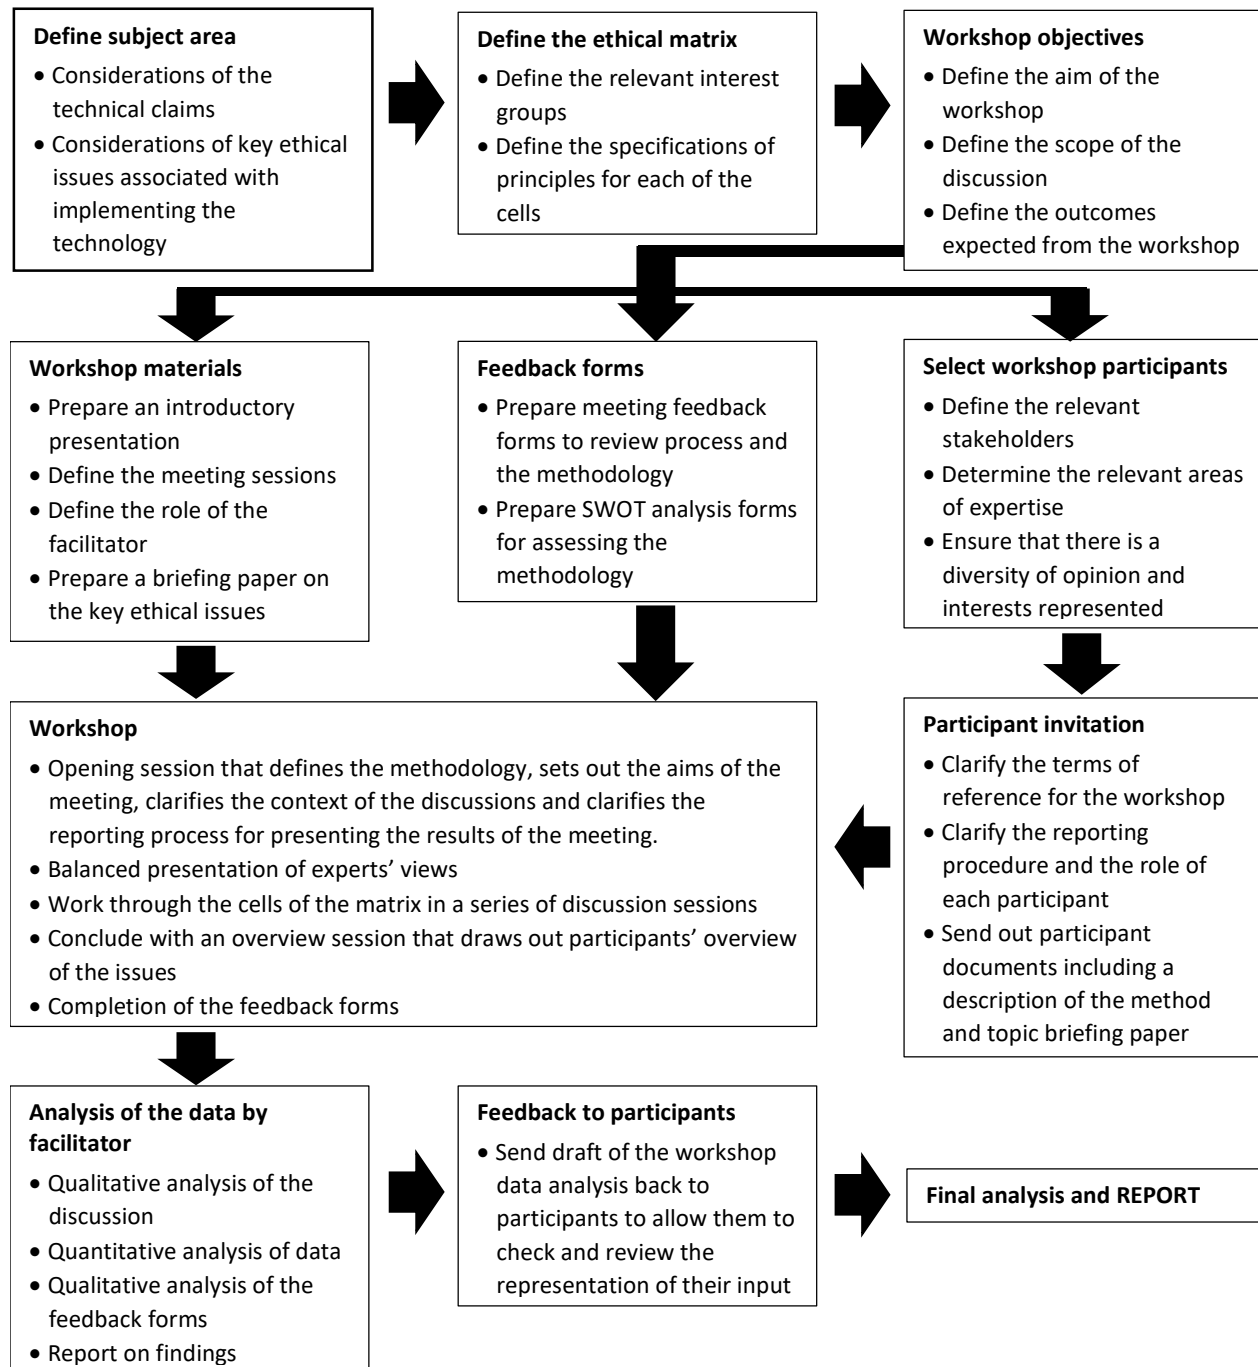 Define subject area
• Considerations of the
technical claims
• Considerations of key ethical
issues associated with
implementing the
technology
Define the ethical matrix
• Define the relevant interest
groups
• Define the specifications of
principles for each of the
cells
Workshop objectives
• Define the aim of the
workshop
• Define the scope of the
discussion
• Define the outcomes
expected from the workshop
Workshop materials
• Prepare an introductory
presentation
• Define the meeting sessions
• Define the role of the
facilitator
• Prepare a briefing paper on
the key ethical issues
Feedback forms
• Prepare meeting feedback
forms to review process and
the methodology
• Prepare SWOT analysis forms
for assessing the
methodology
Select workshop participants
• Define the relevant
stakeholders
• Determine the relevant areas
of expertise
• Ensure that there is a
diversity of opinion and
interests represented
Workshop
• Opening session that defines the methodology, sets out the aims of the
meeting, clarifies the context of the discussions and clarifies the
reporting process for presenting the results of the meeting.
• Balanced presentation of experts’ views
• Work through the cells of the matrix in a series of discussion sessions
• Conclude with an overview session that draws out participants’ overview
of the issues
• Completion of the feedback forms
Participant invitation
• Clarify the terms of
reference for the workshop
• Clarify the reporting
procedure and the role of
each participant
• Send out participant
documents including a
description of the method
and topic briefing paper
Analysis of the data by
facilitator
• Qualitative analysis of the
discussion
• Quantitative analysis of data
• Qualitative analysis of the
feedback forms
• Report on findings
Feedback to participants
• Send draft of the workshop
data analysis back to
participants to allow them to
check and review the
representation of their input
Final analysis and REPORT